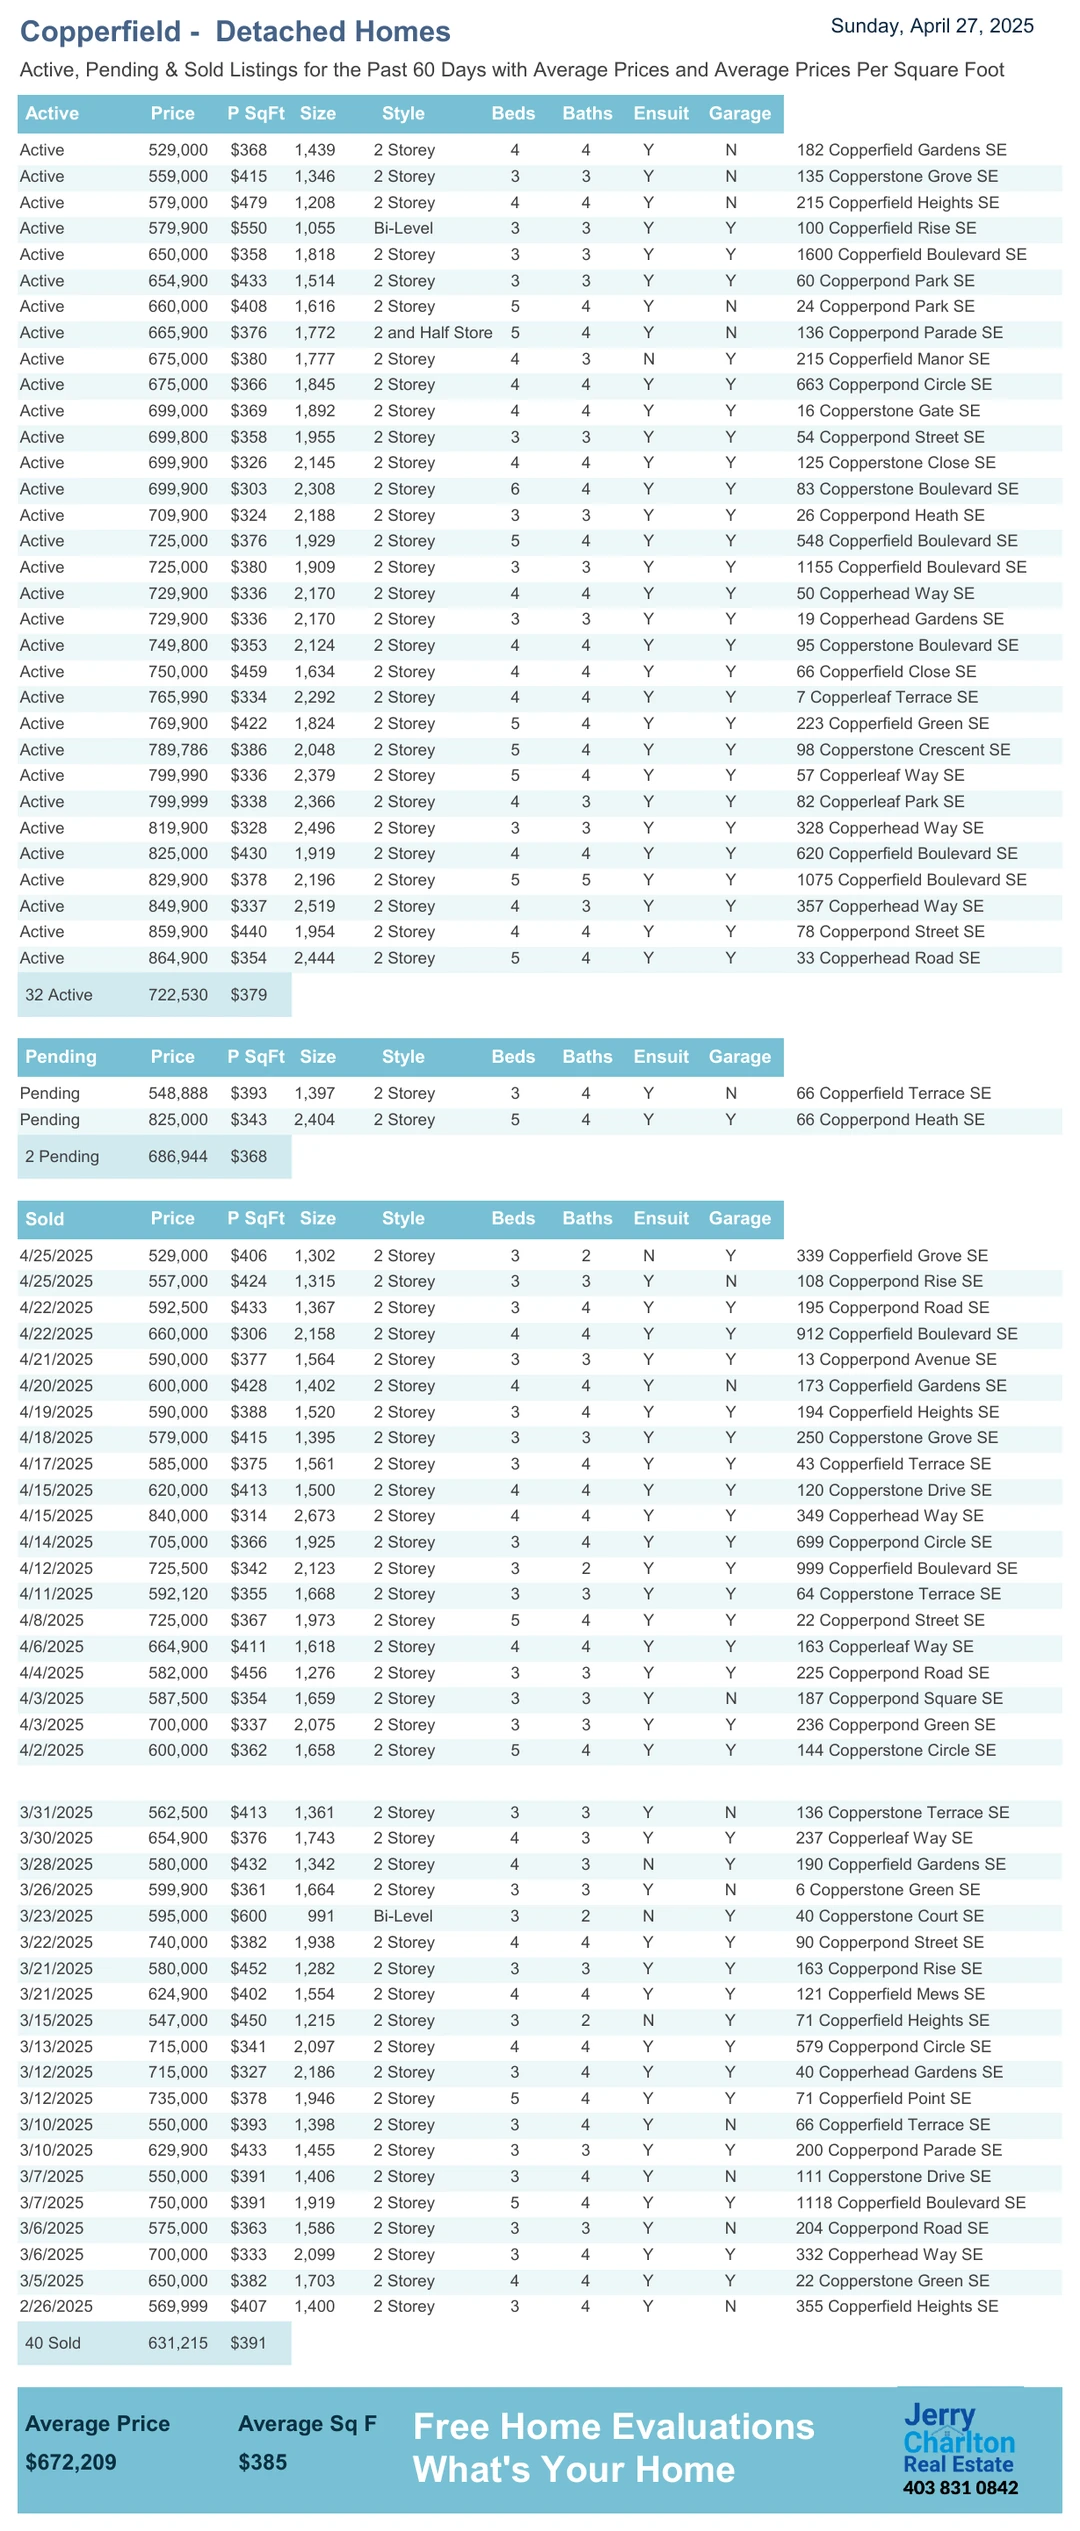 Copperfield - Detached Homes
Sunday, April 27, 2025
Active, Pending & Sold Listings for the Past 60 Days with Average Prices and Average Prices Per Square Foot
Active Price P SqFt Size Style Beds Baths Ensuit Garage
Active 529,000 $368 1,439 2 Storey 4 4 Y N 182 Copperfield Gardens SE
Active 559,000 $415 1,346 2 Storey 3 3 Y N 135 Copperstone Grove SE
Active 579,000 $479 1,208 2 Storey 4 4 Y N 215 Copperfield Heights SE
Active 579,900 $550 1,055 Bi-Level 3 3 Y Y 100 Copperfield Rise SE
Active 650,000 $358 1,818 2 Storey 3 3 Y Y 1600 Copperfield Boulevard SE
Active 654,900 $433 1,514 2 Storey 3 3 Y Y 60 Copperpond Park SE
Active 660,000 $408 1,616 2 Storey 5 4 Y N 24 Copperpond Park SE
Active 665,900 $376 1,772 2 and Half Store 5 4 Y N 136 Copperpond Parade SE
Active 675,000 $380 1,777 2 Storey 4 3 N Y 215 Copperfield Manor SE
Active 675,000 $366 1,845 2 Storey 4 4 Y Y 663 Copperpond Circle SE
Active 699,000 $369 1,892 2 Storey 4 4 Y Y 16 Copperstone Gate SE
Active 699,800 $358 1,955 2 Storey 3 3 Y Y 54 Copperpond Street SE
Active 699,900 $326 2,145 2 Storey 4 4 Y Y 125 Copperstone Close SE
Active 699,900 $303 2,308 2 Storey 6 4 Y Y 83 Copperstone Boulevard SE
Active 709,900 $324 2,188 2 Storey 3 3 Y Y 26 Copperpond Heath SE
Active 725,000 $376 1,929 2 Storey 5 4 Y Y 548 Copperfield Boulevard SE
Active 725,000 $380 1,909 2 Storey 3 3 Y Y 1155 Copperfield Boulevard SE
Active 729,900 $336 2,170 2 Storey 4 4 Y Y 50 Copperhead Way SE
Active 729,900 $336 2,170 2 Storey 3 3 Y Y 19 Copperhead Gardens SE
Active 749,800 $353 2,124 2 Storey 4 4 Y Y 95 Copperstone Boulevard SE
Active 750,000 $459 1,634 2 Storey 4 4 Y Y 66 Copperfield Close SE
Active 765,990 $334 2,292 2 Storey 4 4 Y Y 7 Copperleaf Terrace SE
Active 769,900 $422 1,824 2 Storey 5 4 Y Y 223 Copperfield Green SE
Active 789,786 $386 2,048 2 Storey 5 4 Y Y 98 Copperstone Crescent SE
Active 799,990 $336 2,379 2 Storey 5 4 Y Y 57 Copperleaf Way SE
Active 799,999 $338 2,366 2 Storey 4 3 Y Y 82 Copperleaf Park SE
Active 819,900 $328 2,496 2 Storey 3 3 Y Y 328 Copperhead Way SE
Active 825,000 $430 1,919 2 Storey 4 4 Y Y 620 Copperfield Boulevard SE
Active 829,900 $378 2,196 2 Storey 5 5 Y Y 1075 Copperfield Boulevard SE
Active 849,900 $337 2,519 2 Storey 4 3 Y Y 357 Copperhead Way SE
Active 859,900 $440 1,954 2 Storey 4 4 Y Y 78 Copperpond Street SE
Active 864,900 $354 2,444 2 Storey 5 4 Y Y 33 Copperhead Road SE
32 Active 722,530 $379
Pending Price P SqFt Size Style Beds Baths Ensuit Garage
Pending 548,888 $393 1,397 2 Storey 3 4 Y N 66 Copperfield Terrace SE
Pending 825,000 $343 2,404 2 Storey 5 4 Y Y 66 Copperpond Heath SE
2 Pending 686,944 $368
Sold Price P SqFt Size Style Beds Baths Ensuit Garage
4/25/2025 529,000 $406 1,302 2 Storey 3 2 N Y 339 Copperfield Grove SE
4/25/2025 557,000 $424 1,315 2 Storey 3 3 Y N 108 Copperpond Rise SE
4/22/2025 592,500 $433 1,367 2 Storey 3 4 Y Y 195 Copperpond Road SE
4/22/2025 660,000 $306 2,158 2 Storey 4 4 Y Y 912 Copperfield Boulevard SE
4/21/2025 590,000 $377 1,564 2 Storey 3 3 Y Y 13 Copperpond Avenue SE
4/20/2025 600,000 $428 1,402 2 Storey 4 4 Y N 173 Copperfield Gardens SE
4/19/2025 590,000 $388 1,520 2 Storey 3 4 Y Y 194 Copperfield Heights SE
4/18/2025 579,000 $415 1,395 2 Storey 3 3 Y Y 250 Copperstone Grove SE
4/17/2025 585,000 $375 1,561 2 Storey 3 4 Y Y 43 Copperfield Terrace SE
4/15/2025 620,000 $413 1,500 2 Storey 4 4 Y Y 120 Copperstone Drive SE
4/15/2025 840,000 $314 2,673 2 Storey 4 4 Y Y 349 Copperhead Way SE
4/14/2025 705,000 $366 1,925 2 Storey 3 4 Y Y 699 Copperpond Circle SE
4/12/2025 725,500 $342 2,123 2 Storey 3 2 Y Y 999 Copperfield Boulevard SE
4/11/2025 592,120 $355 1,668 2 Storey 3 3 Y Y 64 Copperstone Terrace SE
4/8/2025 725,000 $367 1,973 2 Storey 5 4 Y Y 22 Copperpond Street SE
4/6/2025 664,900 $411 1,618 2 Storey 4 4 Y Y 163 Copperleaf Way SE
4/4/2025 582,000 $456 1,276 2 Storey 3 3 Y Y 225 Copperpond Road SE
4/3/2025 587,500 $354 1,659 2 Storey 3 3 Y N 187 Copperpond Square SE
4/3/2025 700,000 $337 2,075 2 Storey 3 3 Y Y 236 Copperpond Green SE
4/2/2025 600,000 $362 1,658 2 Storey 5 4 Y Y 144 Copperstone Circle SE
3/31/2025 562,500 $413 1,361 2 Storey 3 3 Y N 136 Copperstone Terrace SE
3/30/2025 654,900 $376 1,743 2 Storey 4 3 Y Y 237 Copperleaf Way SE
3/28/2025 580,000 $432 1,342 2 Storey 4 3 N Y 190 Copperfield Gardens SE
3/26/2025 599,900 $361 1,664 2 Storey 3 3 Y N 6 Copperstone Green SE
3/23/2025 595,000 $600 991 Bi-Level 3 2 N Y 40 Copperstone Court SE
3/22/2025 740,000 $382 1,938 2 Storey 4 4 Y Y 90 Copperpond Street SE
3/21/2025 580,000 $452 1,282 2 Storey 3 3 Y Y 163 Copperpond Rise SE
3/21/2025 624,900 $402 1,554 2 Storey 4 4 Y Y 121 Copperfield Mews SE
3/15/2025 547,000 $450 1,215 2 Storey 3 2 N Y 71 Copperfield Heights SE
3/13/2025 715,000 $341 2,097 2 Storey 4 4 Y Y 579 Copperpond Circle SE
3/12/2025 715,000 $327 2,186 2 Storey 3 4 Y Y 40 Copperhead Gardens SE
3/12/2025 735,000 $378 1,946 2 Storey 5 4 Y Y 71 Copperfield Point SE
3/10/2025 550,000 $393 1,398 2 Storey 3 4 Y N 66 Copperfield Terrace SE
3/10/2025 629,900 $433 1,455 2 Storey 3 3 Y Y 200 Copperpond Parade SE
3/7/2025 550,000 $391 1,406 2 Storey 3 4 Y N 111 Copperstone Drive SE
3/7/2025 750,000 $391 1,919 2 Storey 5 4 Y Y 1118 Copperfield Boulevard SE
3/6/2025 575,000 $363 1,586 2 Storey 3 3 Y N 204 Copperpond Road SE
3/6/2025 700,000 $333 2,099 2 Storey 3 4 Y Y 332 Copperhead Way SE
3/5/2025 650,000 $382 1,703 2 Storey 4 4 Y Y 22 Copperstone Green SE
2/26/2025 569,999 $407 1,400 2 Storey 3 4 Y N 355 Copperfield Heights SE
40 Sold 631,215 $391
Average Price Average Sq F
$672,209 $385
Free Home Evaluations
What's Your Home
Jerry
Charlton
Real Estate
403 831 0842